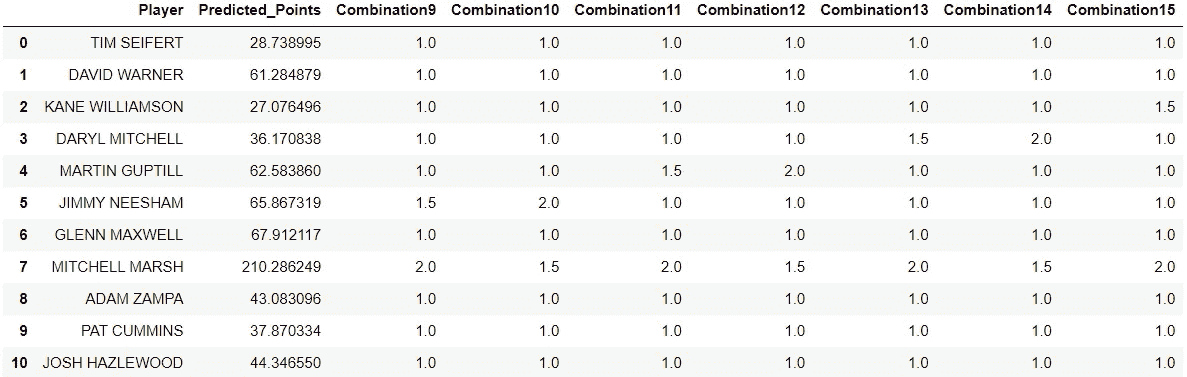 Player Predicted_Points Combination9 Combination10 Combination11 Combination12 Combination13 Combination14 Combination15
0 TIM SEIFERT 28.738995 1.0 1.0 1.0 1.0 1.0 1.0 1.0
1 DAVID WARNER 61.284879 1.0 1.0 1.0 1.0 1.0 1.0 1.0
2 KANE WILLIAMSON 27.076496 1.0 1.0 1.0 1.0 1.0 1.0 1.5
3 DARYL MITCHELL 36.170838 1.0 1.0 1.0 1.0 1.5 2.0 1.0
4 MARTIN GUPTILL 62.583860 1.0 1.0 1.5 2.0 1.0 1.0 1.0
5 JIMMY NEESHAM 65.867319 1.5 2.0 1.0 1.0 1.0 1.0 1.0
6 GLENN MAXWELL 67.912117 1.0 1.0 1.0 1.0 1.0 1.0 1.0
7 MITCHELL MARSH 210.286249 2.0 1.5 2.0 1.5 2.0 1.5 2.0
8 ADAM ZAMPA 43.083096 1.0 1.0 1.0 1.0 1.0 1.0 1.0
9 PAT CUMMINS 37.870334 1.0 1.0 1.0 1.0 1.0 1.0 1.0
10 JOSH HAZLEWOOD 44.346550 1.0 1.0 1.0 1.0 1.0 1.0 1.0